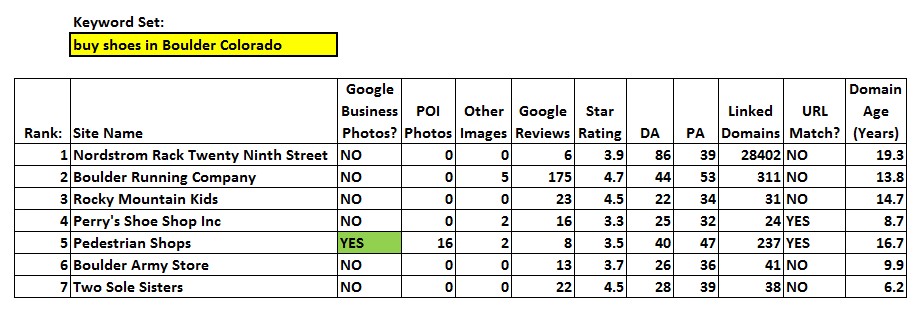 Keyword Set:
buy shoes in Boulder Colorado
Google Domain
Business POI Other Google Star Linked URL Age
Rank: Site Name Photos? Photos Images Reviews Rating DA PA Domains Match? (Years)
1 Nordstrom Rack Twenty Ninth Street NO 0 0 6 3.9 86 39 28402 NO 19.3
2 Boulder Running Company NO 0 5 175 4.7 44 53 311 NO 13.8
3 Rocky Mountain Kids NO 0 0 23 4.5 22 34 31 NO 14.7
4 Perry's Shoe Shop Inc NO 0 2 16 3.3 25 32 24 YES 8.7
5 Pedestrian Shops YES 16 2 8 3.5 40 47 237 YES 16.7
6 Boulder Army Store NO 0 0 13 3.7 26 36 41 NO 9.9
7 Two Sole Sisters NO 0 0 22 4.5 28 39 38 NO 6.2